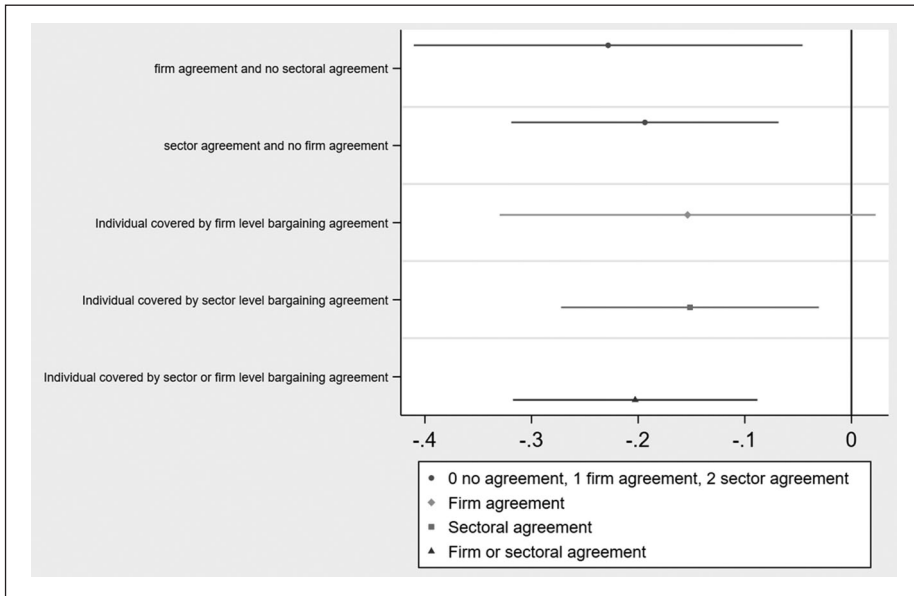 firm agreement and no sectoral agreement
sector agreement and no firm agreement
Individual covered by firm level bargaining agreement
Individual covered by sector level bargaining agreement
Individual covered by sector or firm level bargaining agreement
-.4 -.3 -.2 -.1 0
0 no agreement, 1 firm agreement, 2 sector agreement
Firm agreement
Sectoral agreement
Firm or sectoral agreement